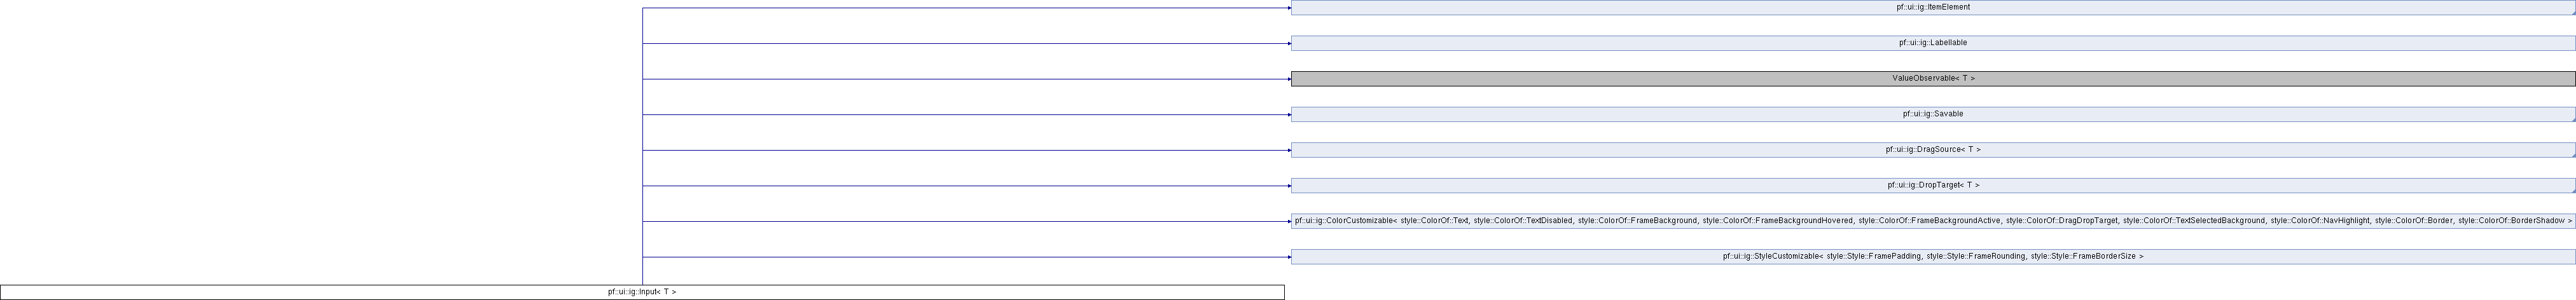 pf::ui::ig::ItemElement
pf::ui::ig::Labellable
ValueObservable< T >
pf::ui::ig::Savable
pf::ui::ig::DragSource< T >
pf::ui::ig::DropTarget< T >
pf::ui::ig::ColorCustomizable< style::ColorOf::Text, style::ColorOf::TextDisabled, style::ColorOf::FrameBackground, style::ColorOf::FrameBackgroundHovered, style::ColorOf::FrameBackgroundActive, style::ColorOf::DragDropTarget, style::ColorOf::TextSelectedBackground, style::ColorOf::NavHighlight, style::ColorOf::Border, style::ColorOf::BorderShadow >
pf::ui::ig::StyleCustomizable< style::Style::FramePadding, style::Style::FrameRounding, style::Style::FrameBorderSize >
pf::ui::ig::Input< T >